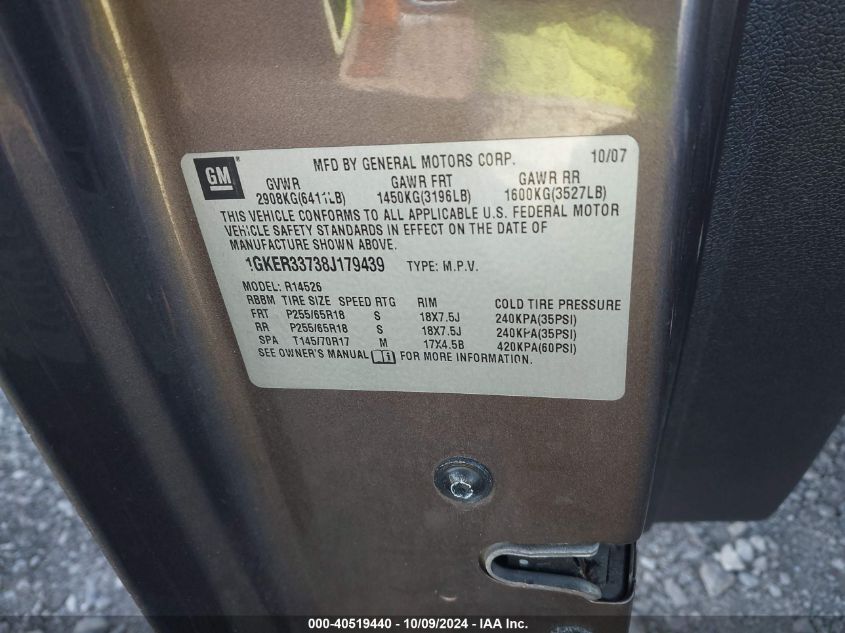 GM®
MFD BY GENERAL MOTORS CORP. 10/07
GVWR GAWR FRT GAWR RR
2908KG(6411LB) 1450KG(3196LB) 1600KG(3527LB)
THIS VEHICLE CONFORMS TO ALL APPLICABLE U.S. FEDERAL MOTOR
VEHICLE SAFETY STANDARDS IN EFFECT ON THE DATE OF
MANUFACTURE SHOWN ABOVE.
1GKER33738J179439 TYPE: M.P.V.
MODEL: R14526
RBBM TIRE SIZE SPEED RTG RIM COLD TIRE PRESSURE
FRT P255/65R18 S 18X7.5J 240KPA(35PSI)
RR P255/65R18 S 18X7.5J 240KPA(35PSI)
SPA T145/70R17 M 17X4.5B 420KPA(60PSI)
SEE OWNER'S MANUAL FOR MORE INFORMATION.
000-40519440 - 10/09/2024 - IAA Inc.